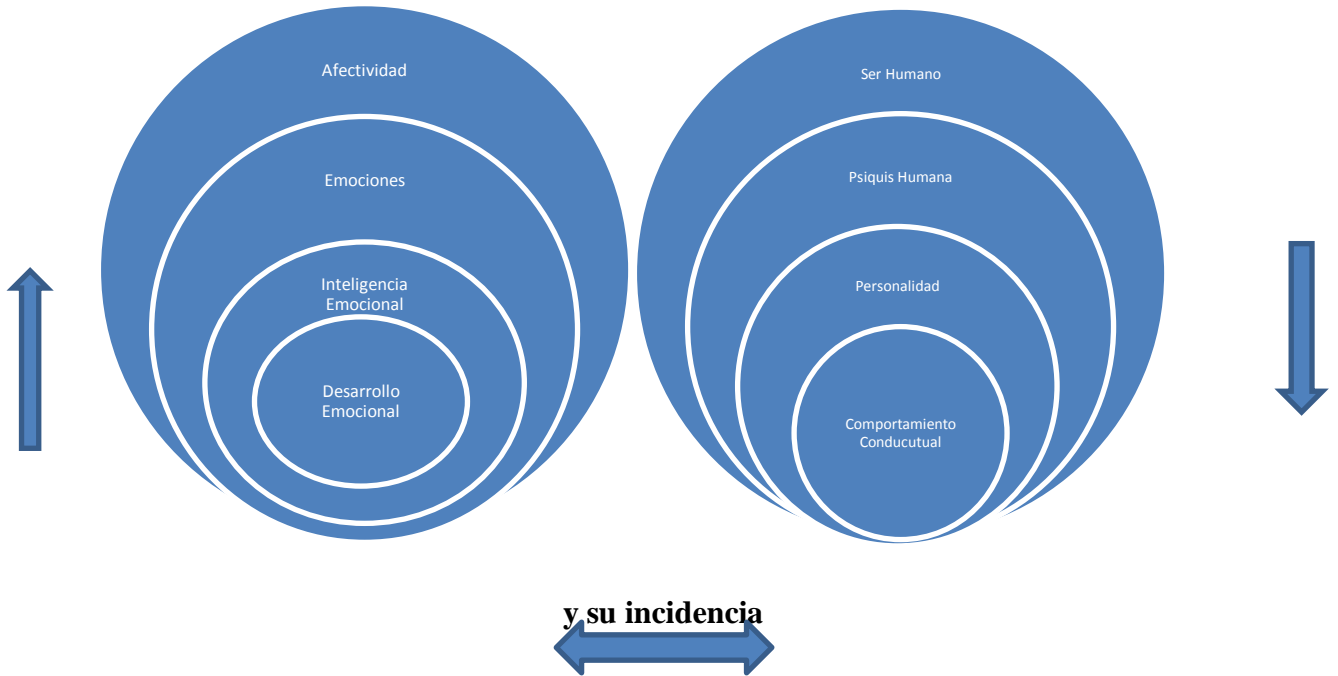 Afectividad
Emociones
Inteligencia
Emocional
Desarrollo
Emocional
Ser Humano
Psiquis Humana
Personalidad
Comportamiento
Conducutual
y su incidencia